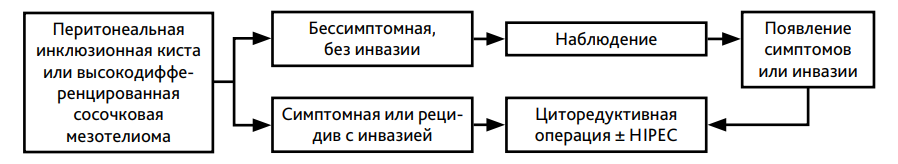 Перитонеальная
инклюзионная киста
или высокодиффе-
ренцированная
сосочковая
мезотелиома
Бессимптомная,
без инвазии
Наблюдение
Появление
симптомов
или инвазии
Симптомная или реци-
див с инвазией
Циторедуктивная
операция ± HIPEC